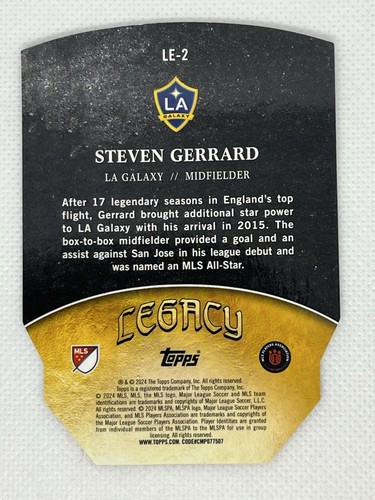 LE-2
LA
GALAXY
STEVEN GERRARD
LA GALAXY // MIDFIELDER
After 17 legendary seasons in England's top
flight, Gerrard brought additional star power
to LA Galaxy with his arrival in 2015. The
box-to-box midfielder provided a goal and an
assist against San Jose in his league debut and
was named an MLS All-Star.
LEGACY
MLS
Topps
® & © 2024 The Topps Company, Inc. All rights reserved.
Topps is a registered trademark of The Topps Company, Inc.
© 2024 MLS, MLS, the MLS logo, Major League Soccer and MLS team
identifications are trademarks and or copyrights of Major League Soccer, L.L.C.
All rights reserved. © 2024 MLSPA, MLSPA logo, Major League Soccer Players
Association, and MLS Players Association are trademarks and or copyrights of
the Major League Soccer Players Association. Player Identities are granted
from individual members of the MLSPA to the MLSPA for use in group
licensing. All rights reserved.
WWW.TOPPS.COM. CODE#CMP077507